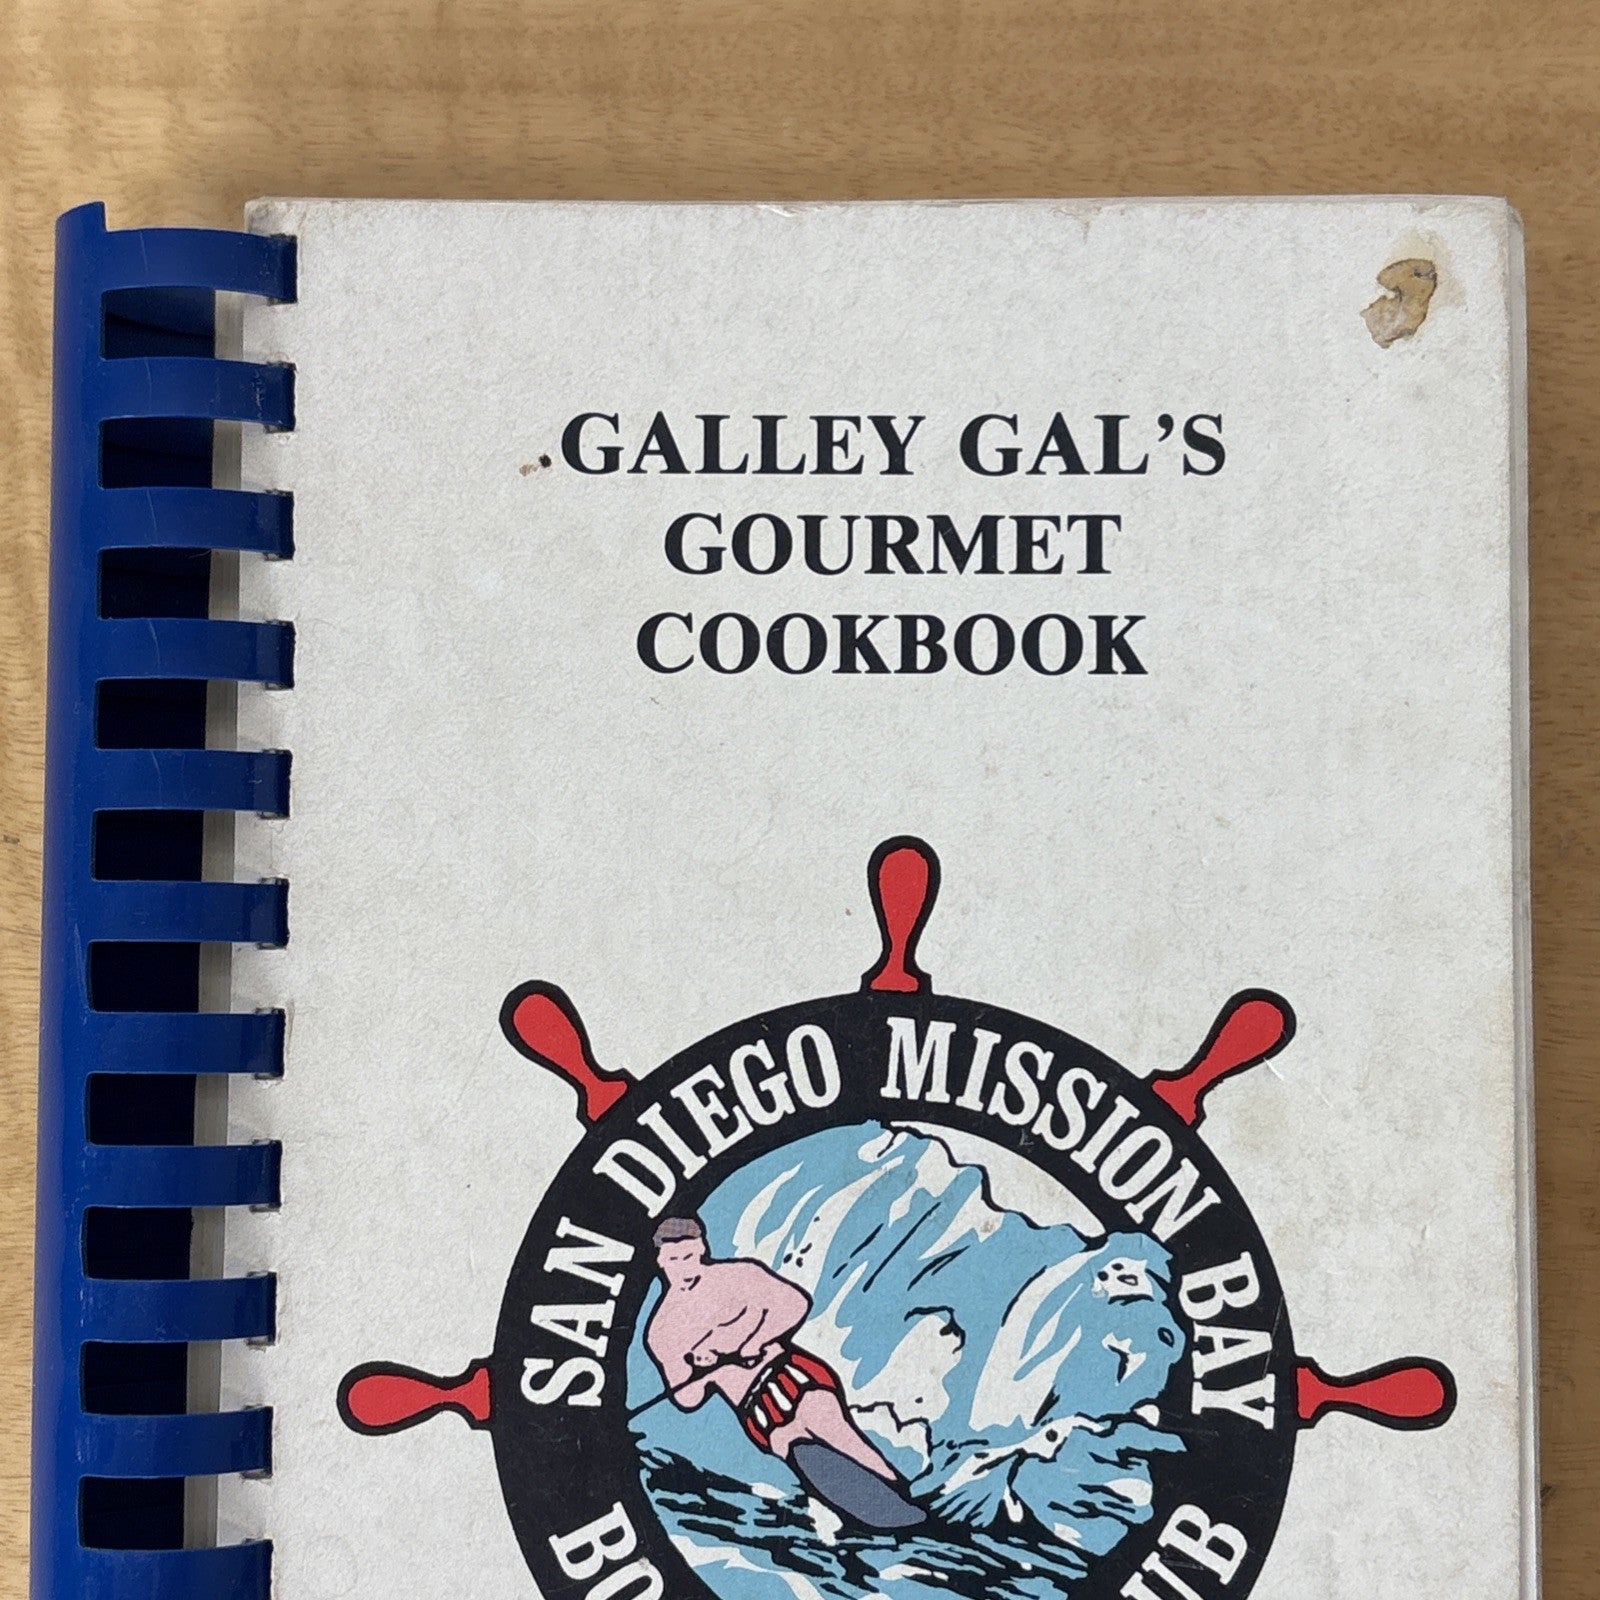 GALLEY GAL'S
GOURMET
COOKBOOK
SAN DIEGO MISSION BAY